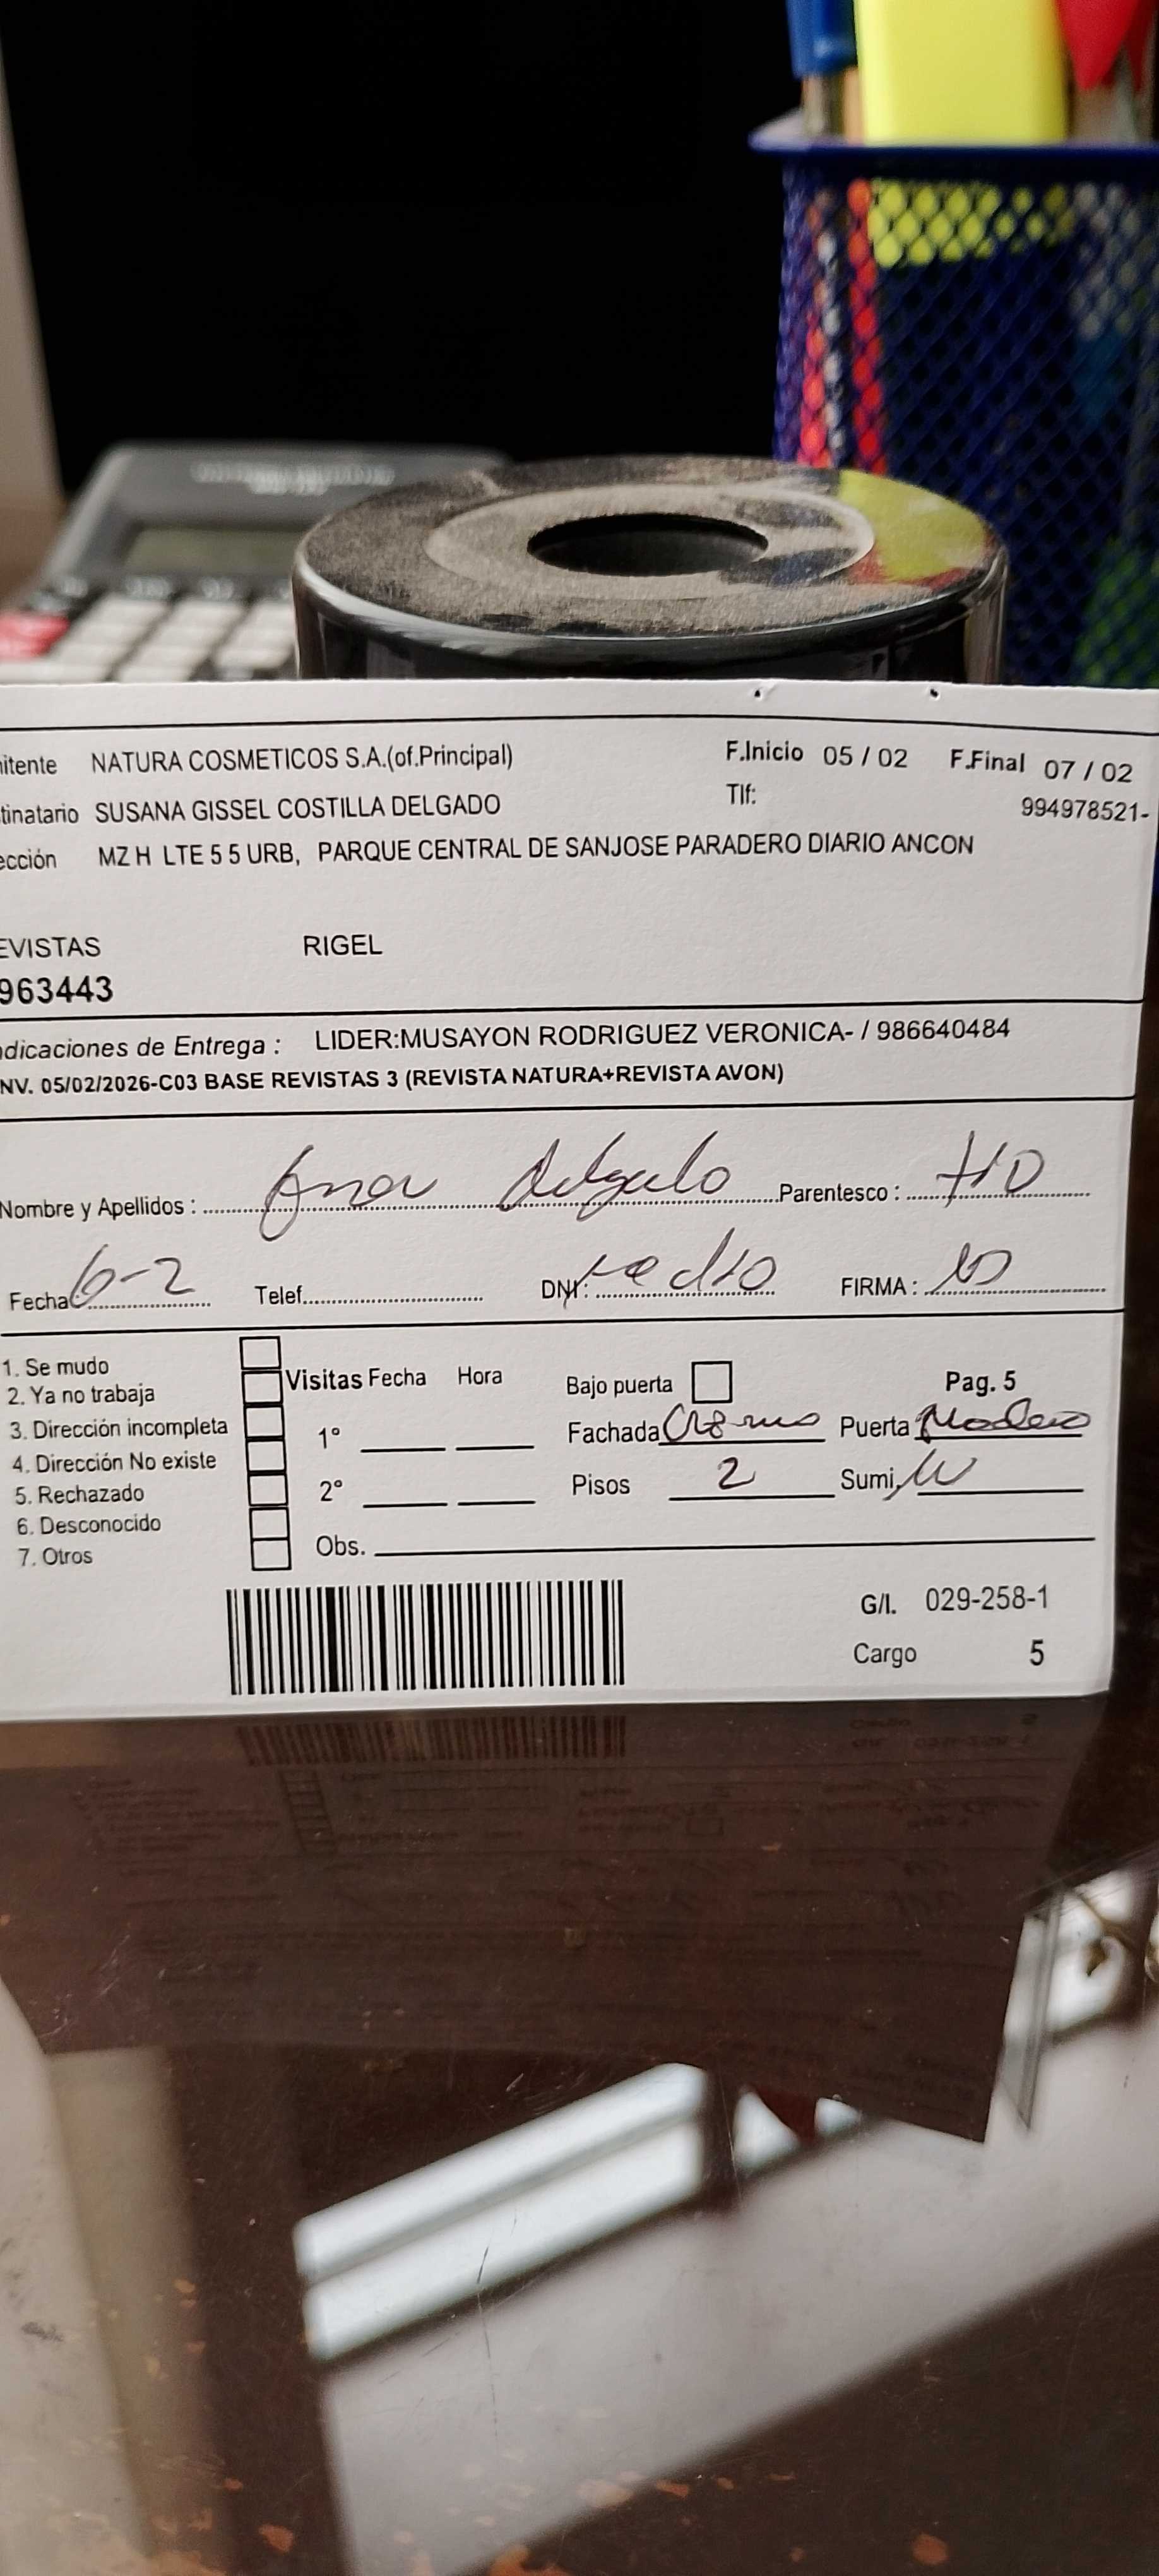 mitente NATURA COSMETICOS S.A.(of.Principal) F.Inicio 05 / 02 F.Final 07 / 02
tinatario SUSANA GISSEL COSTILLA DELGADO Tlf: 994978521-
ección MZ H LTE 5 5 URB, PARQUE CENTRAL DE SANJOSE PARADERO DIARIO ANCON
EVISTAS RIGEL
963443
ndicaciones de Entrega : LIDER:MUSAYON RODRIGUEZ VERONICA- / 986640484
NV. 05/02/2026-C03 BASE REVISTAS 3 (REVISTA NATURA+REVISTA AVON)
Nombre y Apellidos : Delgado Parentesco :
Fecha 6-2 Telef. DNI: FIRMA :
1. Se mudo
2. Ya no trabaja Visitas Fecha Hora Bajo puerta Pag. 5
3. Dirección incompleta 1° Fachada Puerta
4. Dirección No existe
5. Rechazado 2° Pisos 2 Sumi.
6. Desconocido
7. Otros Obs.
G/I. 029-258-1
Cargo 5